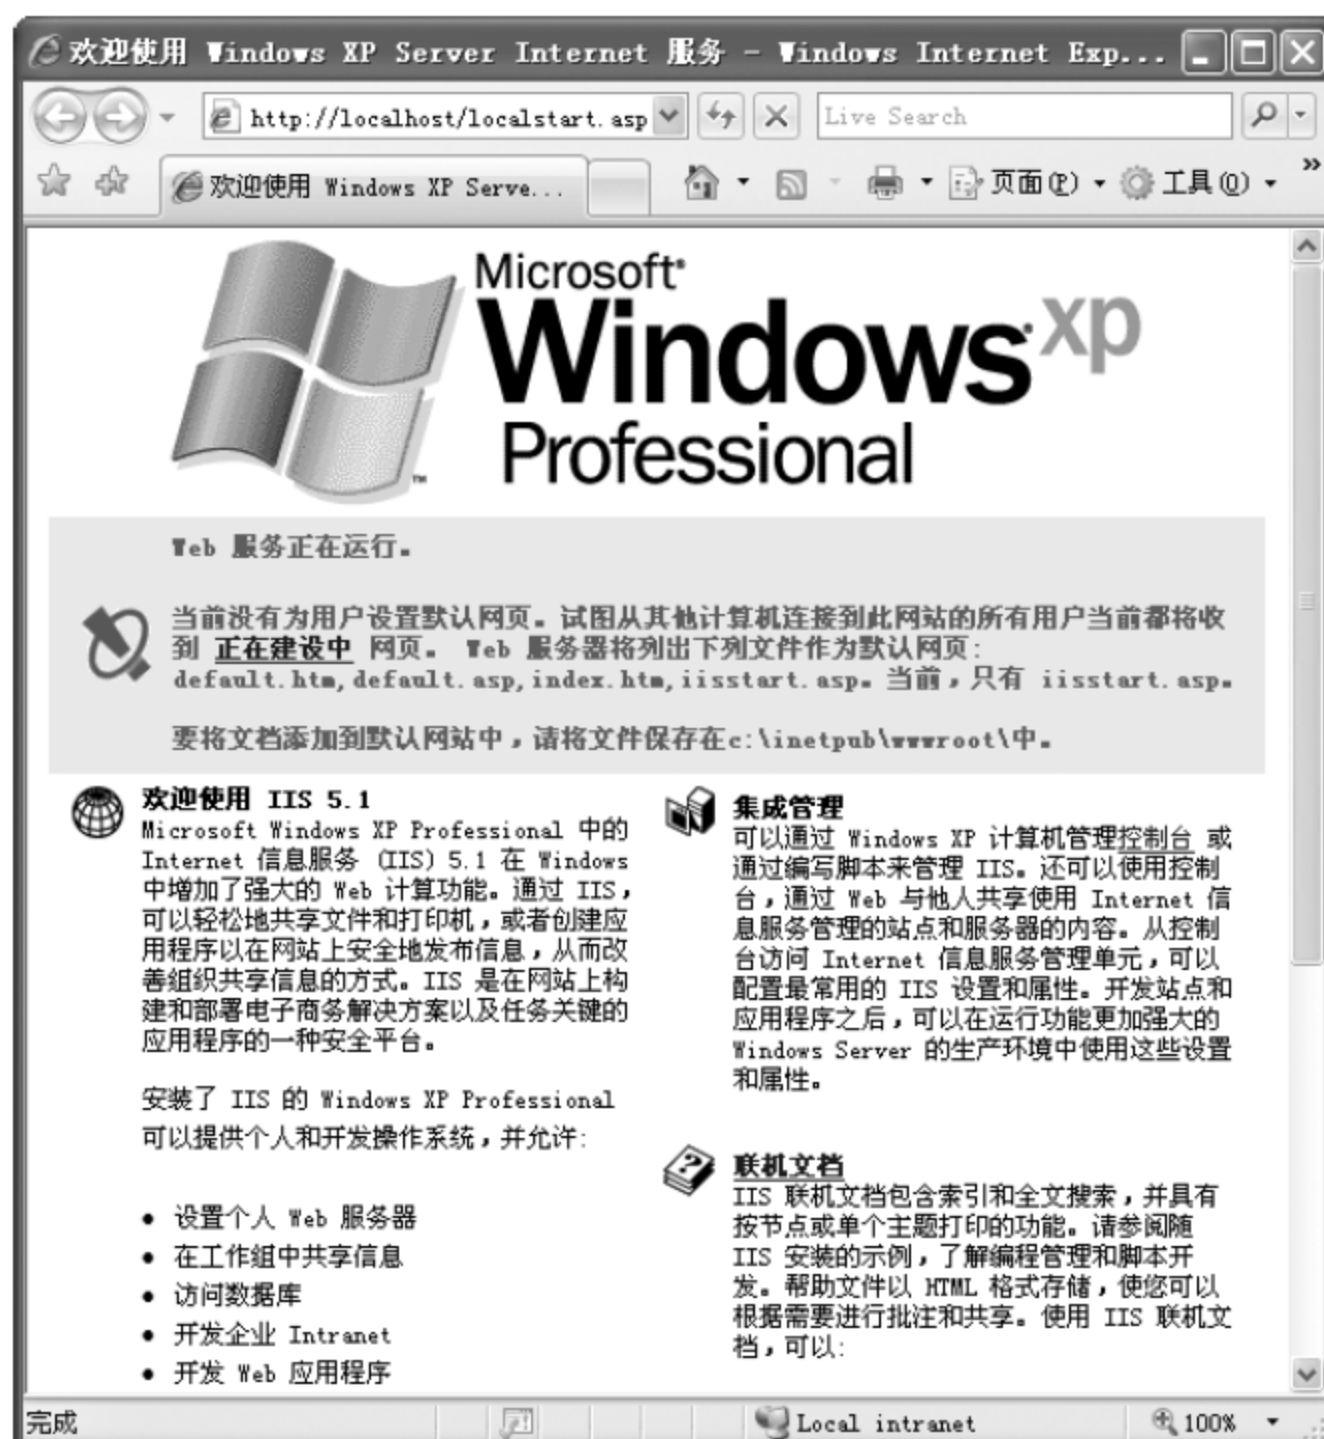 欢迎使用 Windows XP Server Internet 服务 - Windows Internet Exp...
http://localhost/localstart.asp
Live Search
欢迎使用 Windows XP Serve...
页面(P)
工具(O)
Microsoft
Windows xp
Professional
Web 服务正在运行。
当前没有为用户设置默认网页。试图从其他计算机连接到此网站的所有用户当前都将收
到 正在建设中 网页。 Web 服务器将列出下列文件作为默认网页:
default.htm,default.asp,index.htm,iisstart.asp。当前，只有 iisstart.asp。
要将文档添加到默认网站中，请将文件保存在c:\inetpub\wwwroot\中。
欢迎使用 IIS 5.1
Microsoft Windows XP Professional 中的
Internet 信息服务 (IIS) 5.1 在 Windows
中增加了强大的 Web 计算功能。通过 IIS，
可以轻松地共享文件和打印机，或者创建应
用程序以在网站上安全地发布信息，从而改
善组织共享信息的方式。IIS 是在网站上构
建和部署电子商务解决方案以及任务关键的
应用程序的一种安全平台。
安装了 IIS 的 Windows XP Professional
可以提供个人和开发操作系统，并允许:
• 设置个人 Web 服务器
• 在工作组中共享信息
• 访问数据库
• 开发企业 Intranet
• 开发 Web 应用程序
集成管理
可以通过 Windows XP 计算机管理控制台 或
通过编写脚本来管理 IIS。还可以使用控制
台，通过 Web 与他人共享使用 Internet 信
息服务管理的站点和服务器的内容。从控制
台访问 Internet 信息服务管理单元，可以
配置最常用的 IIS 设置和属性。开发站点和
应用程序之后，可以在运行功能更加强大的
Windows Server 的生产环境中使用这些设置
和属性。
联机文档
IIS 联机文档包含索引和全文搜索，并具有
按节点或单个主题打印的功能。请参阅随
IIS 安装的示例，了解编程管理和脚本开
发。帮助文件以 HTML 格式存储，使您可以
根据需要进行批注和共享。使用 IIS 联机文
档，可以:
完成
Local intranet
100%